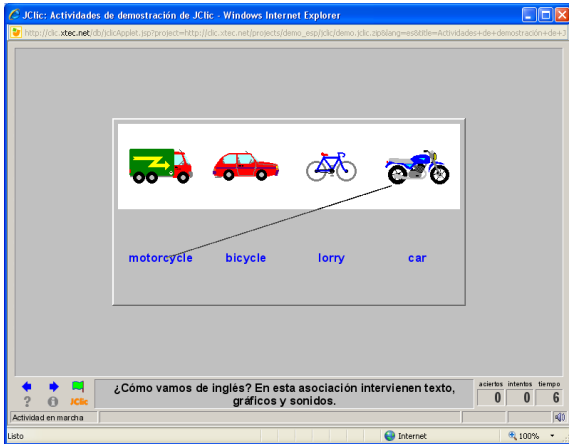 JClic: Actividades de demostración de JClic - Windows Internet Explorer
http://clic.xtec.net/db/jclicApplet.jsp?project=http://clic.xtec.net/projects/demo_esp/jclic/demo.jclic.zip&lang=es&title=Actividades+de+demostración+de+J
motorcycle bicycle lorry car
¿Cómo vamos de inglés? En esta asociación intervienen texto,
gráficos y sonidos.
aciertos intentos tiempo
0 0 6
JClic
Actividad en marcha
Listo Internet 100%